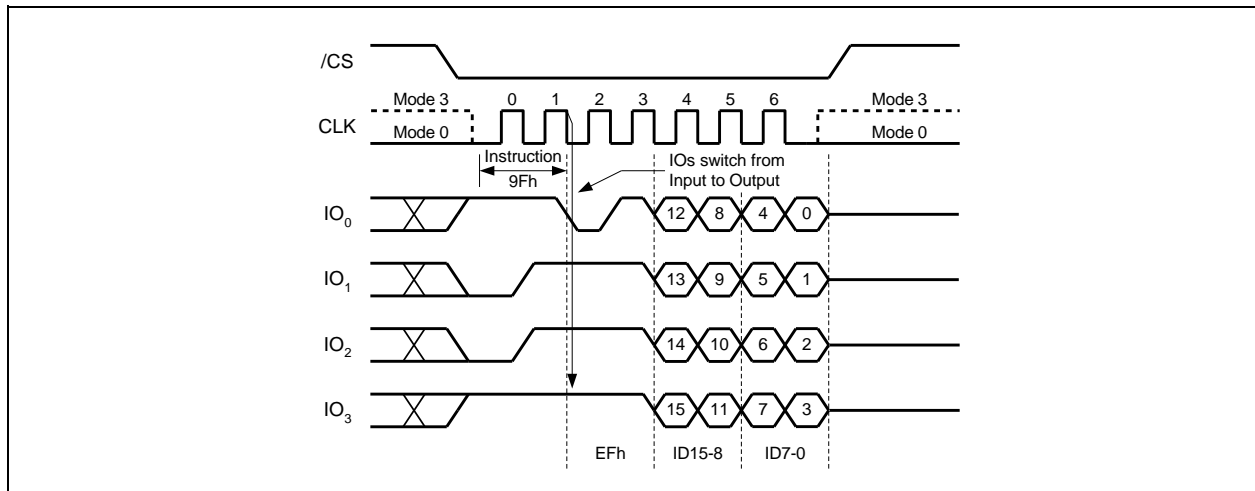 /CS
0 1 2 3 4 5 6
Mode 3 Mode 3
CLK
Mode 0 Mode 0
Instruction
9Fh
IOs switch from
Input to Output
IO0 12 8 4 0
IO1 13 9 5 1
IO2 14 10 6 2
IO3 15 11 7 3
EFh ID15-8 ID7-0